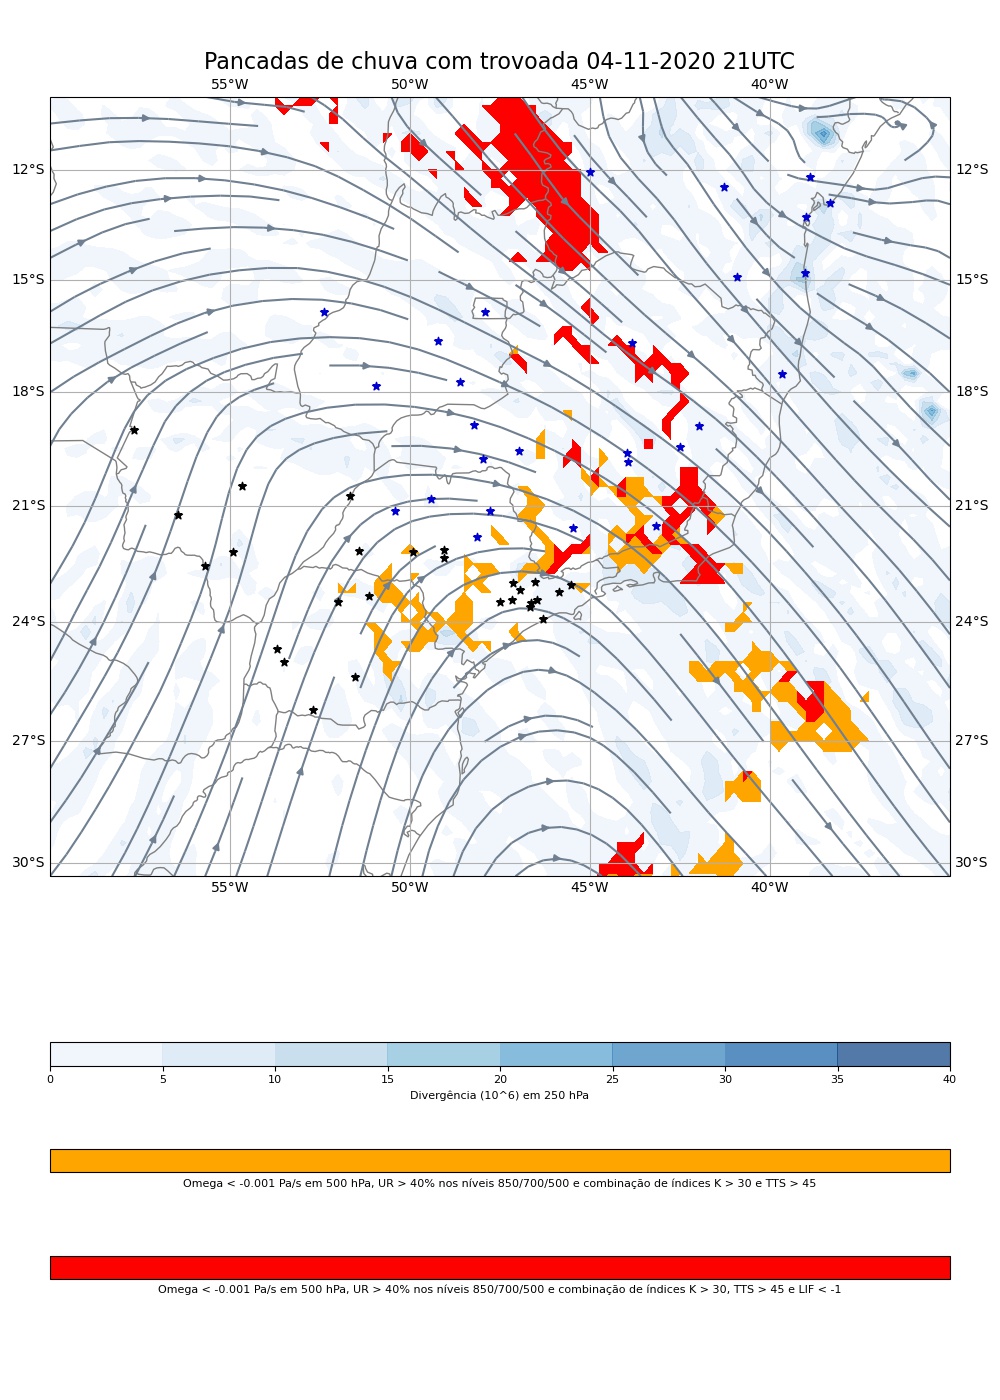 Pancadas de chuva com trovoada 04-11-2020 21UTC
55°W 50°W 45°W 40°W
12°S 12°S
15°S 15°S
18°S 18°S
21°S 21°S
24°S 24°S
27°S 27°S
30°S 30°S
55°W 50°W 45°W 40°W
0 5 10 15 20 25 30 35 40
Divergência (10^6) em 250 hPa
Omega < -0.001 Pa/s em 500 hPa, UR > 40% nos níveis 850/700/500 e combinação de índices K > 30 e TTS > 45
Omega < -0.001 Pa/s em 500 hPa, UR > 40% nos níveis 850/700/500 e combinação de índices K > 30, TTS > 45 e LIF < -1